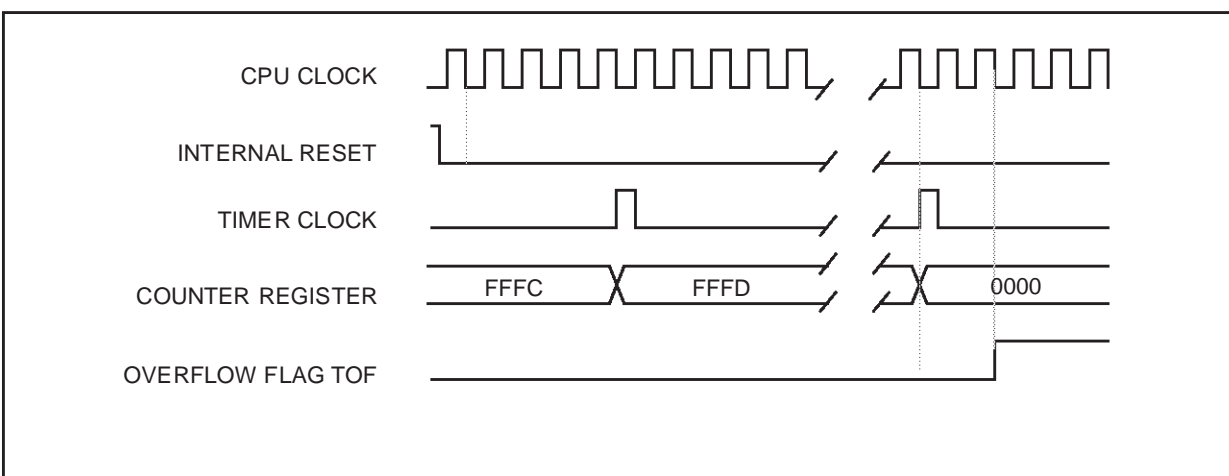 CPU CLOCK
INTERNAL RESET
TIMER CLOCK
COUNTER REGISTER
FFFC
FFFD
0000
OVERFLOW FLAG TOF